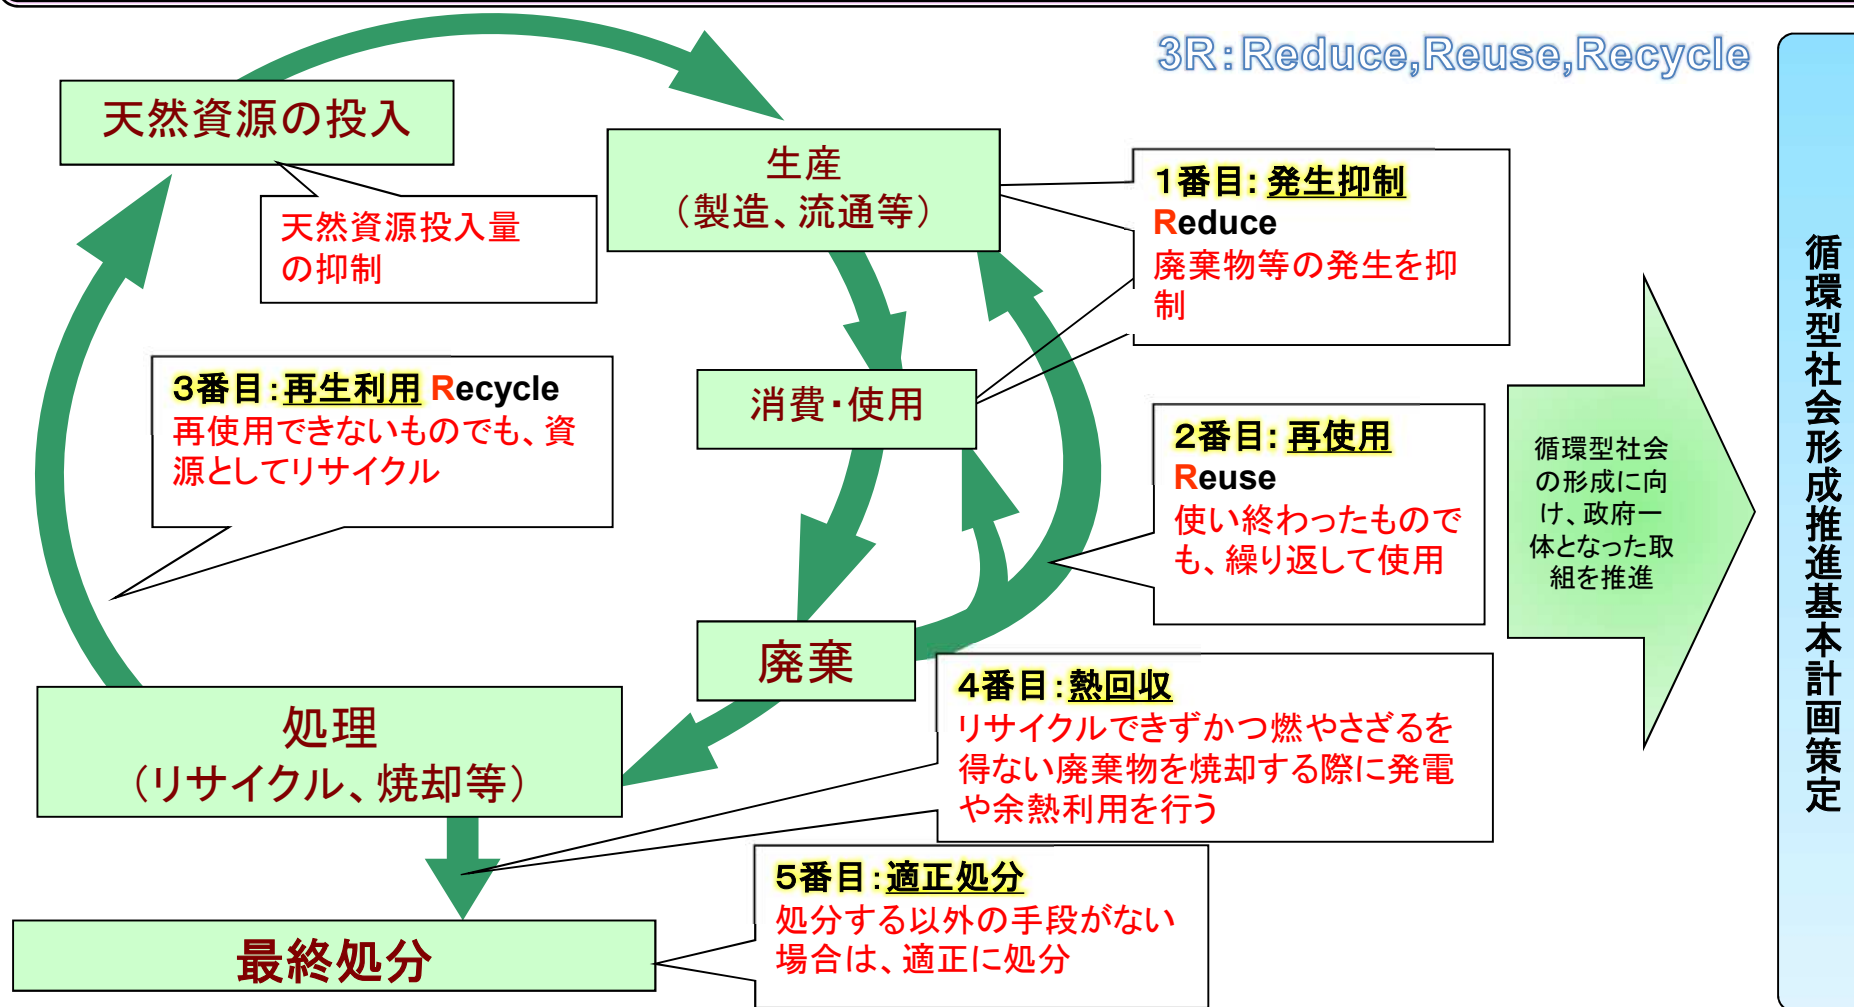 3R:Reduce,Reuse,Recycle
天然資源の投入
天然資源投入量
の抑制
生産
（製造、流通等）
1番目：発生抑制
Reduce
廃棄物等の発生を抑
制
3番目：再生利用 Recycle
再使用できないものでも、資
源としてリサイクル
消費・使用
2番目：再使用
Reuse
使い終わったもので
も、繰り返して使用
廃棄
処理
（リサイクル、焼却等）
4番目：熱回収
リサイクルできずかつ燃やさざるを
得ない廃棄物を焼却する際に発電
や余熱利用を行う
5番目：適正処分
処分する以外の手段がない
場合は、適正に処分
最終処分
循環型社会
の形成に向
け、政府一
体となった取
組を推進
循環型社会形成推進基本計画策定